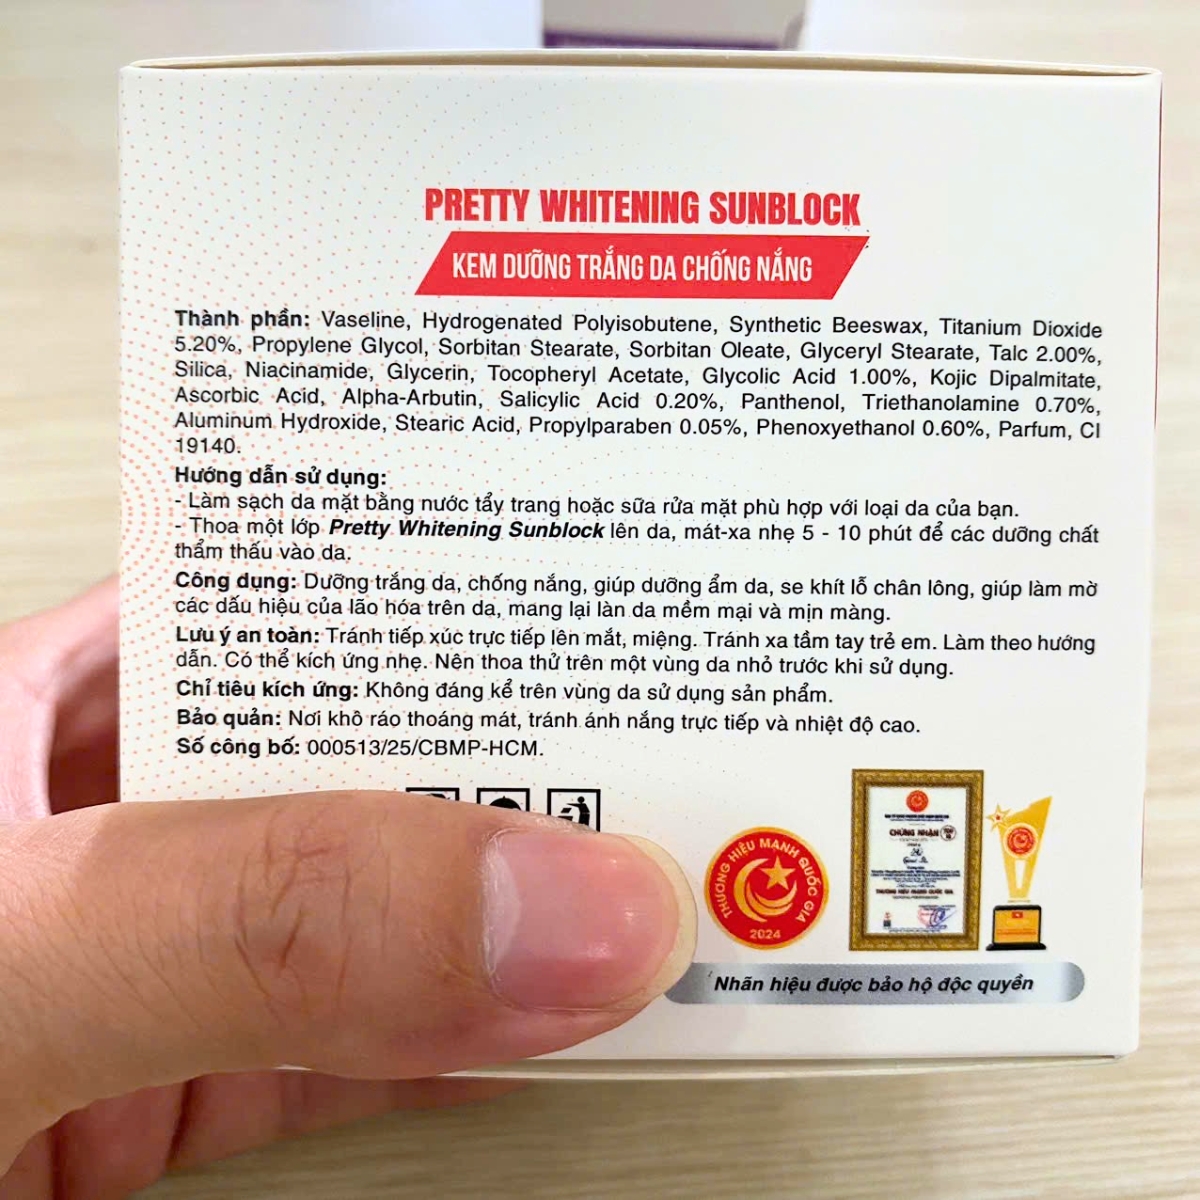 PRETTY WHITENING SUNBLOCK
KEM DƯỠNG TRẮNG DA CHỐNG NẮNG
Thành phần: Vaseline, Hydrogenated Polyisobutene, Synthetic Beeswax, Titanium Dioxide
5.20%, Propylene Glycol, Sorbitan Stearate, Sorbitan Oleate, Glyceryl Stearate, Talc 2.00%,
Silica, Niacinamide, Glycerin, Tocopheryl Acetate, Glycolic Acid 1.00%, Kojic Dipalmitate,
Ascorbic Acid, Alpha-Arbutin, Salicylic Acid 0.20%, Panthenol, Triethanolamine 0.70%,
Aluminum Hydroxide, Stearic Acid, Propylparaben 0.05%, Phenoxyethanol 0.60%, Parfum, CI
19140.
Hướng dẫn sử dụng:
- Làm sạch da mặt bằng nước tẩy trang hoặc sữa rửa mặt phù hợp với loại da của bạn.
- Thoa một lớp Pretty Whitening Sunblock lên da, mát-xa nhẹ 5 - 10 phút để các dưỡng chất
thẩm thấu vào da.
Công dụng: Dưỡng trắng da, chống nắng, giúp dưỡng ẩm da, se khít lỗ chân lông, giúp làm mờ
các dấu hiệu của lão hóa trên da, mang lại làn da mềm mại và mịn màng.
Lưu ý an toàn: Tránh tiếp xúc trực tiếp lên mắt, miệng. Tránh xa tầm tay trẻ em. Làm theo hướng
dẫn. Có thể kích ứng nhẹ. Nên thoa thử trên một vùng da nhỏ trước khi sử dụng.
Chỉ tiêu kích ứng: Không đáng kể trên vùng da sử dụng sản phẩm.
Bảo quản: Nơi khô ráo thoáng mát, tránh ánh nắng trực tiếp và nhiệt độ cao.
Số công bố: 000513/25/CBMP-HCM.
THƯƠNG HIỆU MẠNH QUỐC GIA
2024
CHỨNG NHẬN
THƯƠNG HIỆU MẠNH QUỐC GIA
Nhãn hiệu được bảo hộ độc quyền